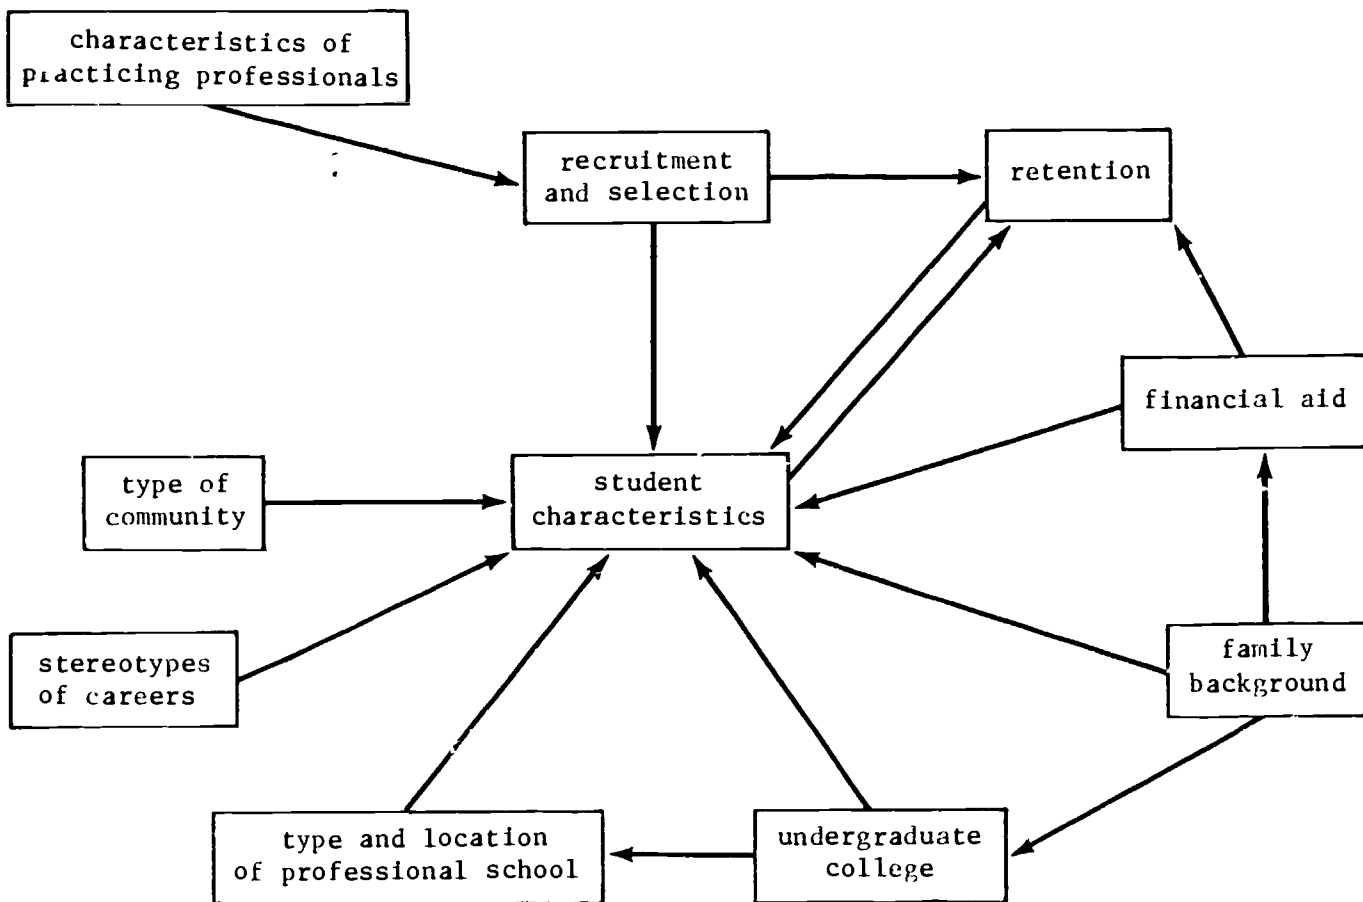 characteristics of
practicing professionals
recruitment
and selection
retention
financial aid
type of
community
student
characteristics
stereotypes
of careers
family
background
type and location
of professional school
undergraduate
college